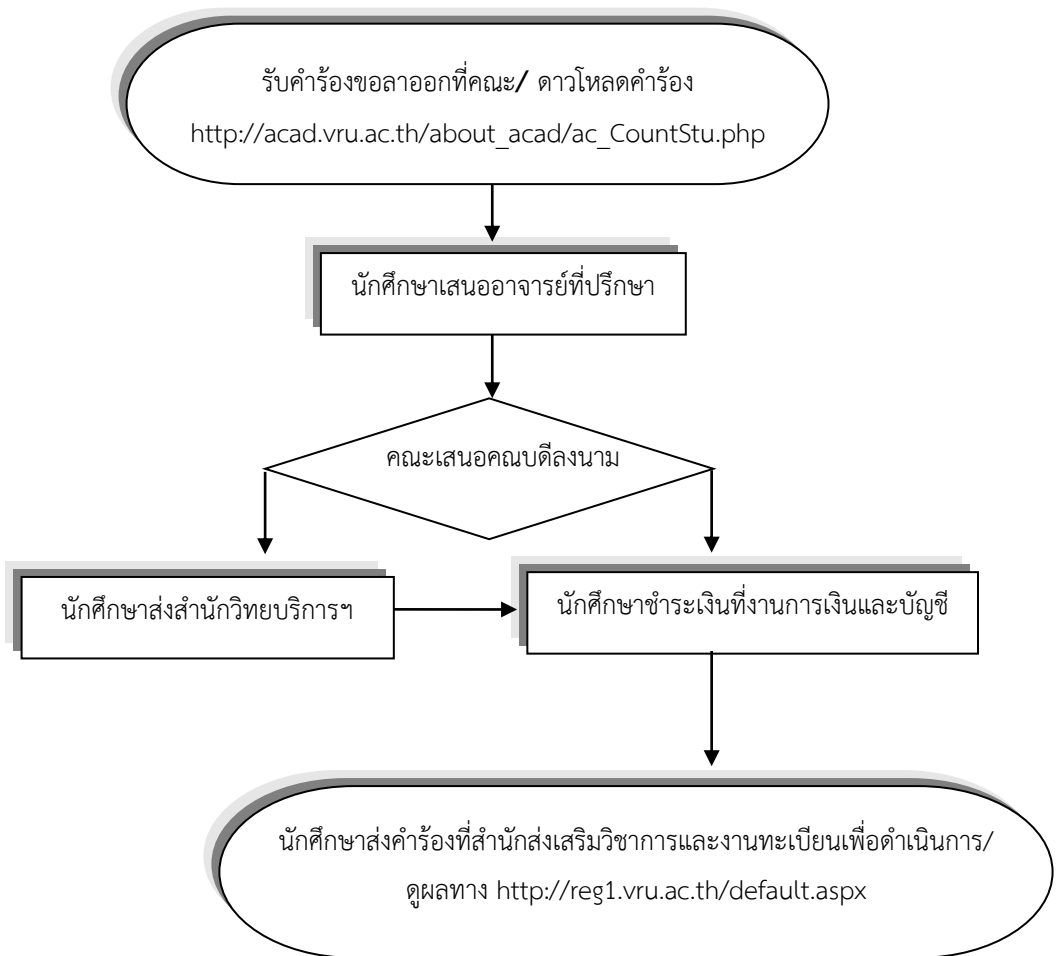 รับคำร้องขอลาออกที่คณะ/ ดาวโหลดคำร้อง
http://acad.vru.ac.th/about_acad/ac_CountStu.php
นักศึกษาเสนออาจารย์ที่ปรึกษา
คณะเสนอคณบดีลงนาม
นักศึกษาส่งสำนักวิทยบริการฯ
นักศึกษาชำระเงินที่งานการเงินและบัญชี
นักศึกษาส่งคำร้องที่สำนักส่งเสริมวิชาการและงานทะเบียนเพื่อดำเนินการ/
ดูผลทาง http://reg1.vru.ac.th/default.aspx